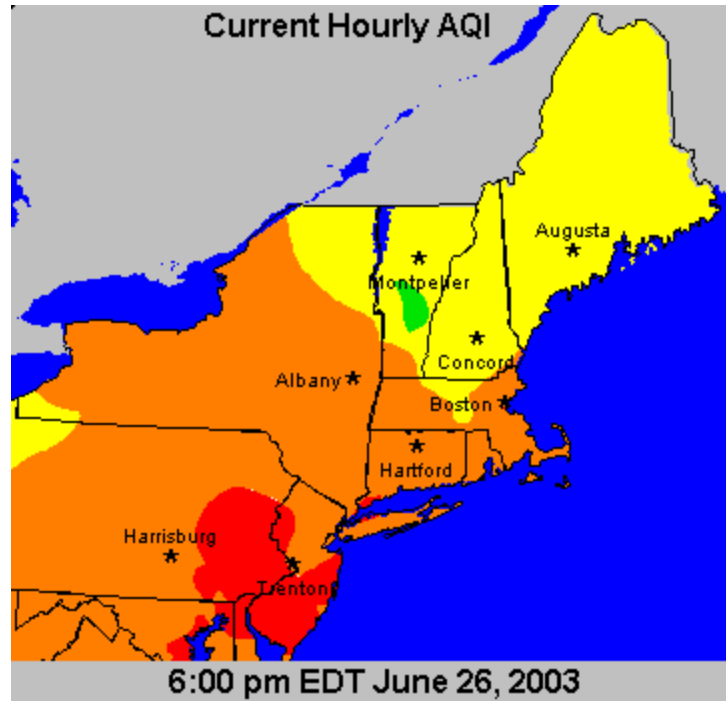 Current Hourly AQI
Augusta
Montpelier
Concord
Albany
Boston
Hartford
Harrisburg
Trenton
6:00 pm EDT June 26, 2003